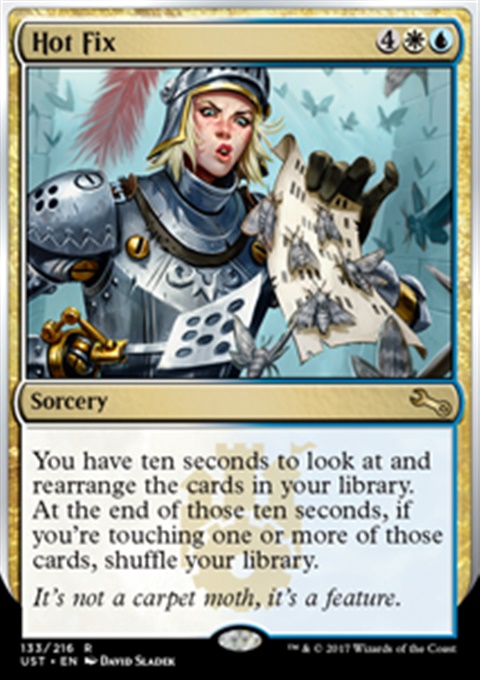 Hot Fix 4
Sorcery
You have ten seconds to look at and
rearrange the cards in your library.
At the end of those ten seconds, if
you're touching one or more of those
cards, shuffle your library.
It's not a carpet moth, it's a feature.
133/216 R
UST • EN David Sladek
™ & © 2017 Wizards of the Coast